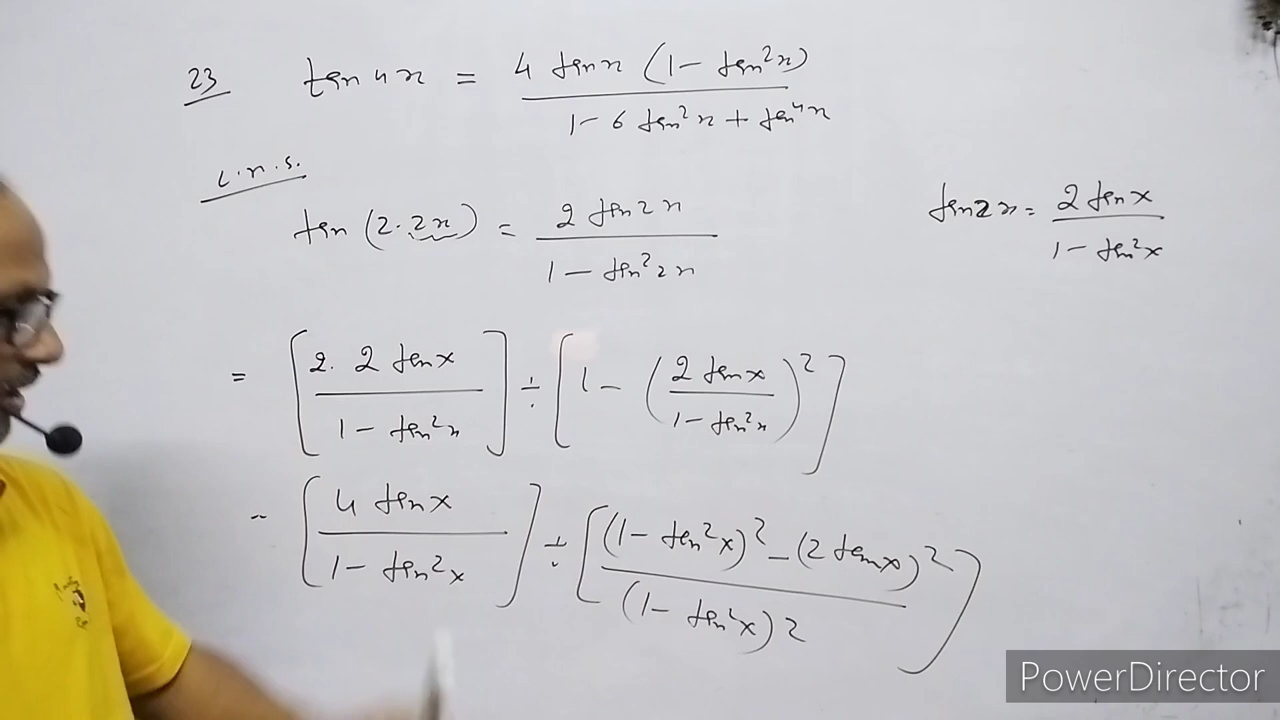 23 tan 4x = 4 tan x (1 - tan²x) / 1 - 6 tan²x + tan⁴x
L.H.S.
tan (2·2x) = 2 tan 2x / 1 - tan² 2x
tan 2x = 2 tan x / 1 - tan²x
= [2. 2 tan x / 1 - tan²x] ÷ [1 - (2 tan x / 1 - tan²x)²]
- [4 tan x / 1 - tan²x] ÷ [(1 - tan²x)² - (2 tan x)² / (1 - tan²x)2]
PowerDirector